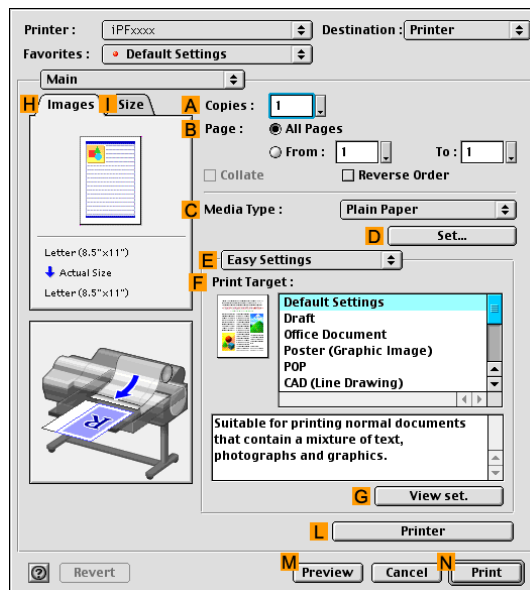 Printer : iPFxxxx Destination : Printer
Favorites : Default Settings
Main
H Images I Size
A Copies : 1
B Page : All Pages
From : 1 To : 1
Collate Reverse Order
C Media Type : Plain Paper
D Set...
Letter (8.5"x11")
Actual Size
Letter (8.5"x11")
E Easy Settings
F Print Target :
Default Settings
Draft
Office Document
Poster (Graphic Image)
POP
CAD (Line Drawing)
R
Suitable for printing normal documents
that contain a mixture of text,
photographs and graphics.
G View set.
L Printer
? Revert M Preview Cancel N Print